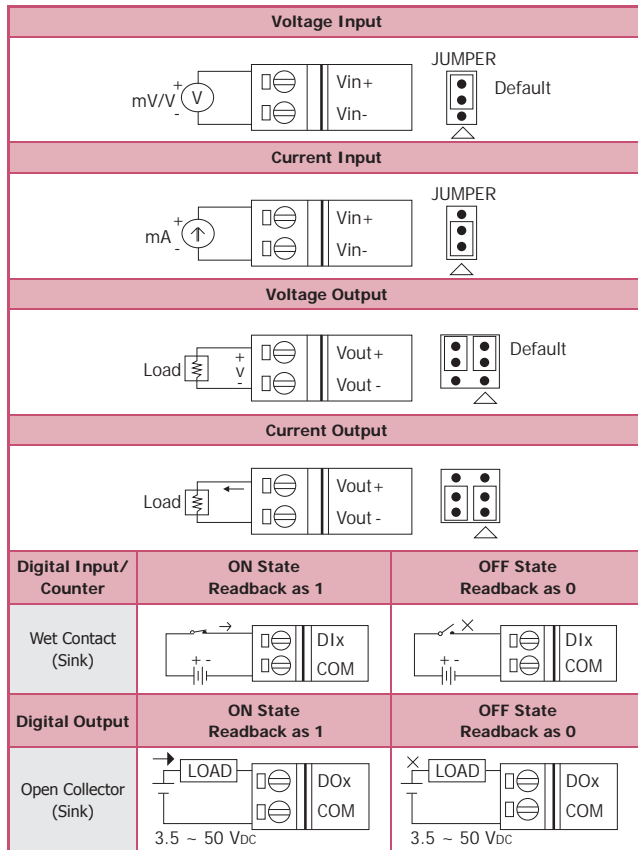 Voltage Input
JUMPER
mV/V
+
V
-
Vin+
Vin-
Default
Current Input
JUMPER
mA
+
-
Vin+
Vin-
Voltage Output
Load
+
V
-
Vout+
Vout -
Default
Current Output
Load
Vout+
Vout -
Digital Input/
Counter
ON State
Readback as 1
OFF State
Readback as 0
Wet Contact
(Sink)
+ -
DIx
COM
+ -
DIx
COM
Digital Output
ON State
Readback as 1
OFF State
Readback as 0
Open Collector
(Sink)
LOAD
DOx
COM
3.5 ~ 50 VDC
LOAD
DOx
COM
3.5 ~ 50 VDC